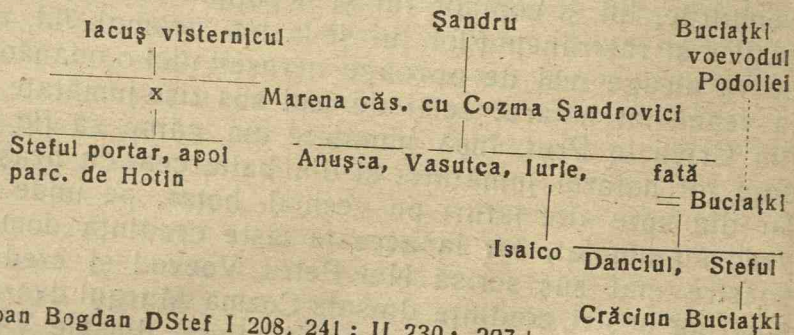 Iacuş visternicul
Şandru
Buciaţki
voevodul
Podoliei
x
Marena căs. cu Cozma Şandrovici
Steful portar, apoi
parc. de Hotin
Anuşca, Vasutca, Iurie, fată
= Buciaţki
Isaico
Danciul, Steful
Crăciun Buciaţki
Bogdan DStef I 208, 241; II 230;